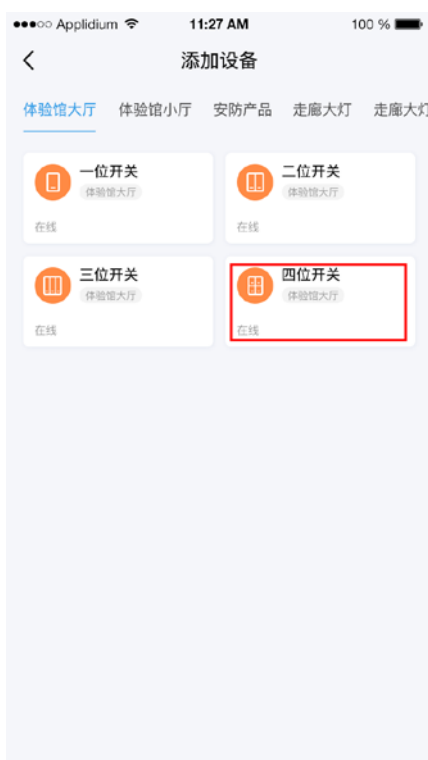 ●●●○○ Applidium 11:27 AM 100 %
添加设备
体验馆大厅 体验馆小厅 安防产品 走廊大灯 走廊大灯
一位开关 二位开关
体验馆大厅 体验馆大厅
在线 在线
三位开关 四位开关
体验馆大厅 体验馆大厅
在线 在线